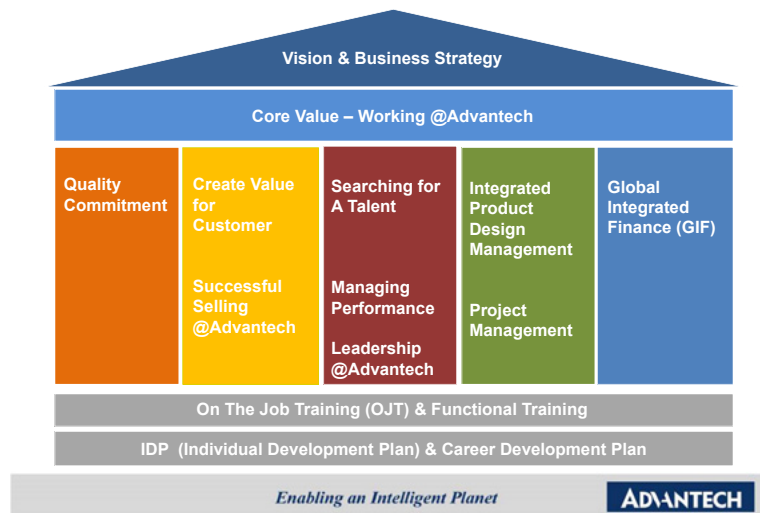 Vision & Business Strategy
Core Value – Working @Advantech
Quality
Commitment
Create Value
for
Customer
Successful
Selling
@Advantech
Searching for
A Talent
Managing
Performance
Leadership
@Advantech
Integrated
Product
Design
Management
Project
Management
Global
Integrated
Finance (GIF)
On The Job Training (OJT) & Functional Training
IDP (Individual Development Plan) & Career Development Plan
Enabling an Intelligent Planet
ADVANTECH